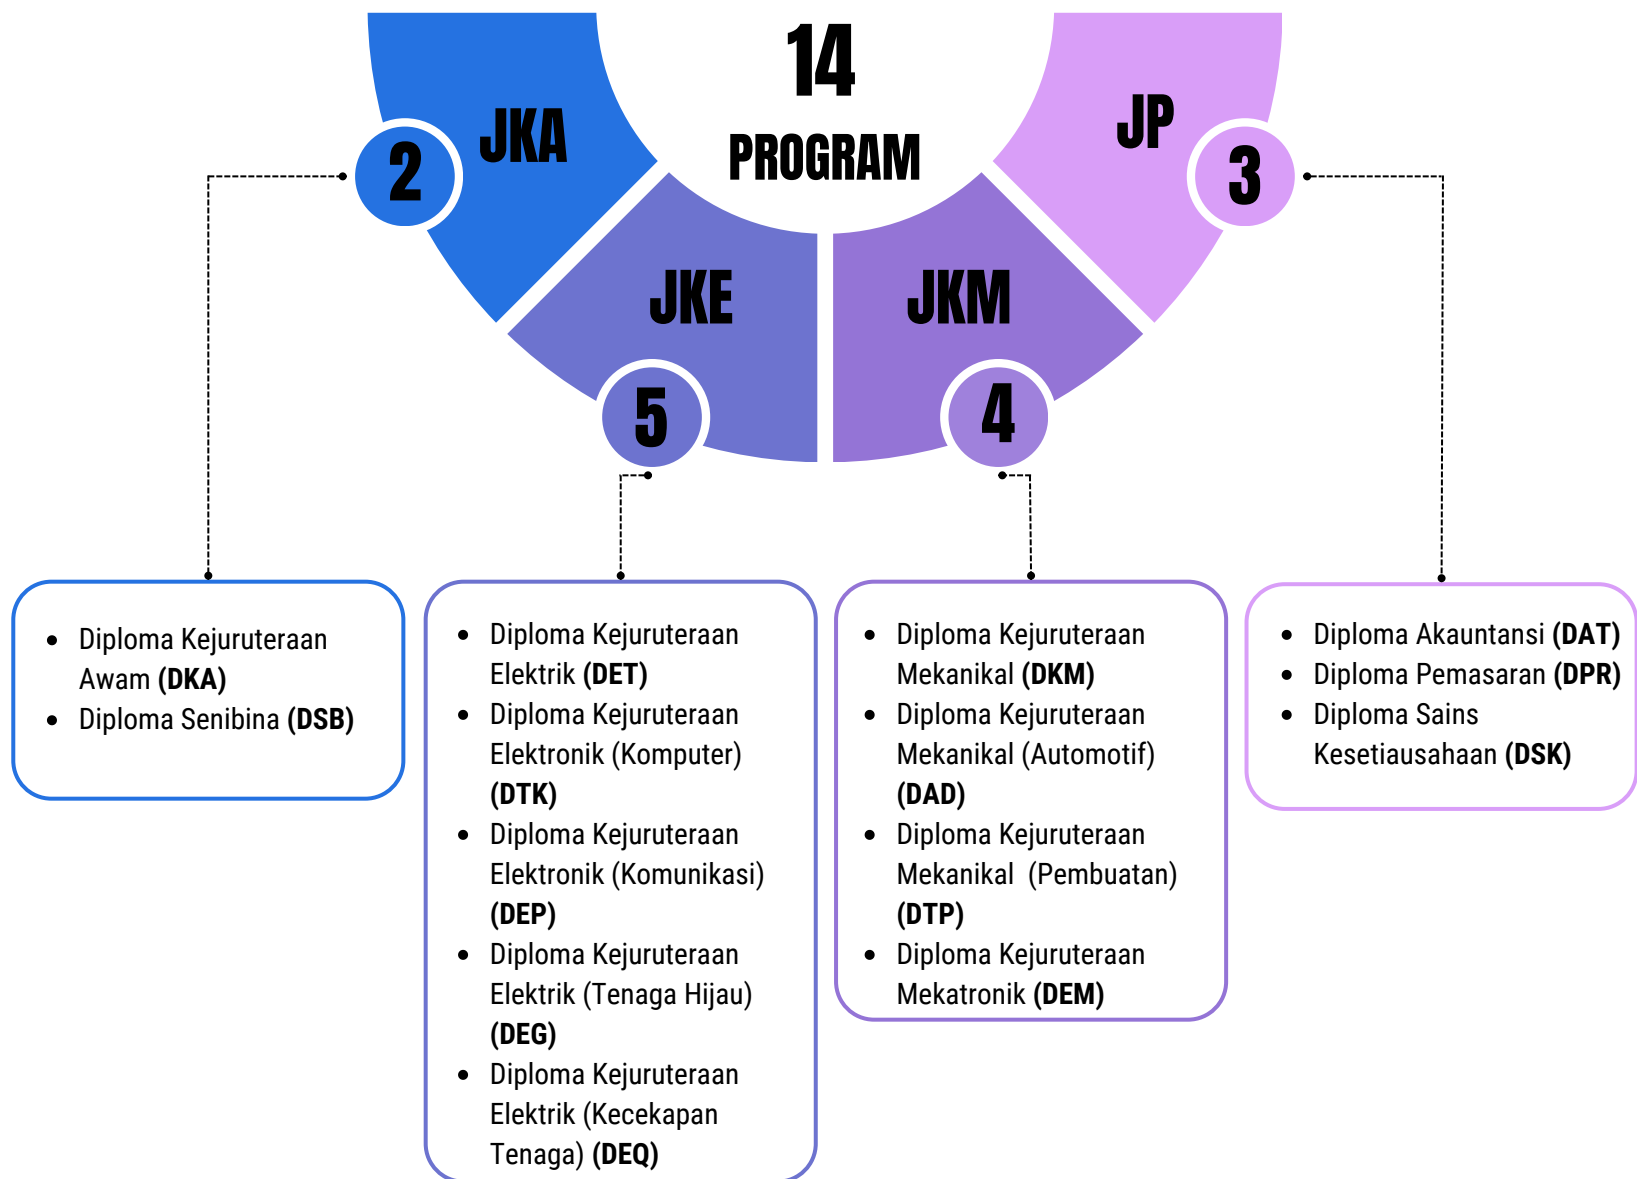 14
PROGRAM
JKA
2
JKE
5
JKM
4
JP
3
• Diploma Kejuruteraan
Awam (DKA)
• Diploma Senibina (DSB)
• Diploma Kejuruteraan
Elektrik (DET)
• Diploma Kejuruteraan
Elektronik (Komputer)
(DTK)
• Diploma Kejuruteraan
Elektronik (Komunikasi)
(DEP)
• Diploma Kejuruteraan
Elektrik (Tenaga Hijau)
(DEG)
• Diploma Kejuruteraan
Elektrik (Kecekapan
Tenaga) (DEQ)
• Diploma Kejuruteraan
Mekanikal (DKM)
• Diploma Kejuruteraan
Mekanikal (Automotif)
(DAD)
• Diploma Kejuruteraan
Mekanikal (Pembuatan)
(DTP)
• Diploma Kejuruteraan
Mekatronik (DEM)
• Diploma Akauntansi (DAT)
• Diploma Pemasaran (DPR)
• Diploma Sains
Kesetiausahaan (DSK)